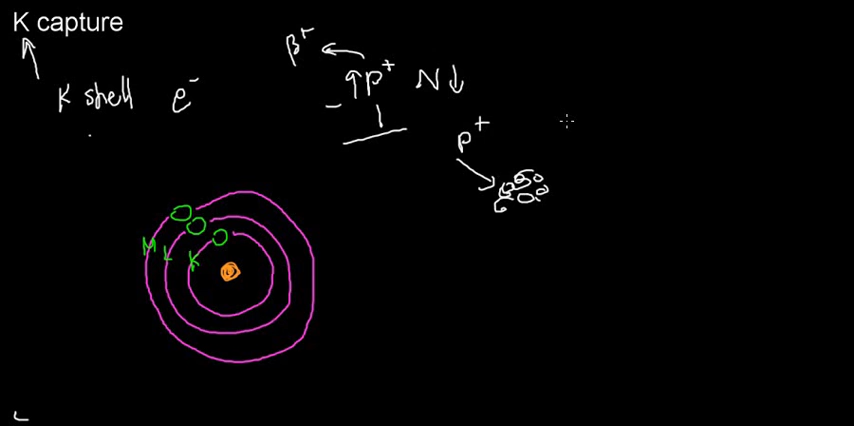 K capture
β⁺
↑p⁺ N↓
K shell e⁻
p⁺
M L K